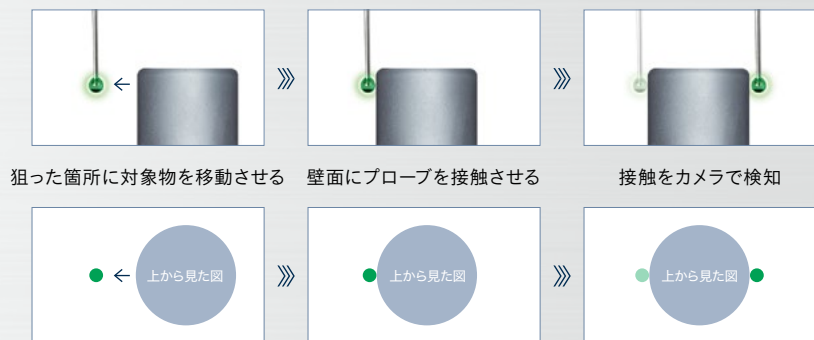 狙った箇所に対象物を移動させる
壁面にプローブを接触させる
接触をカメラで検知
上から見た図
上から見た図
上から見た図